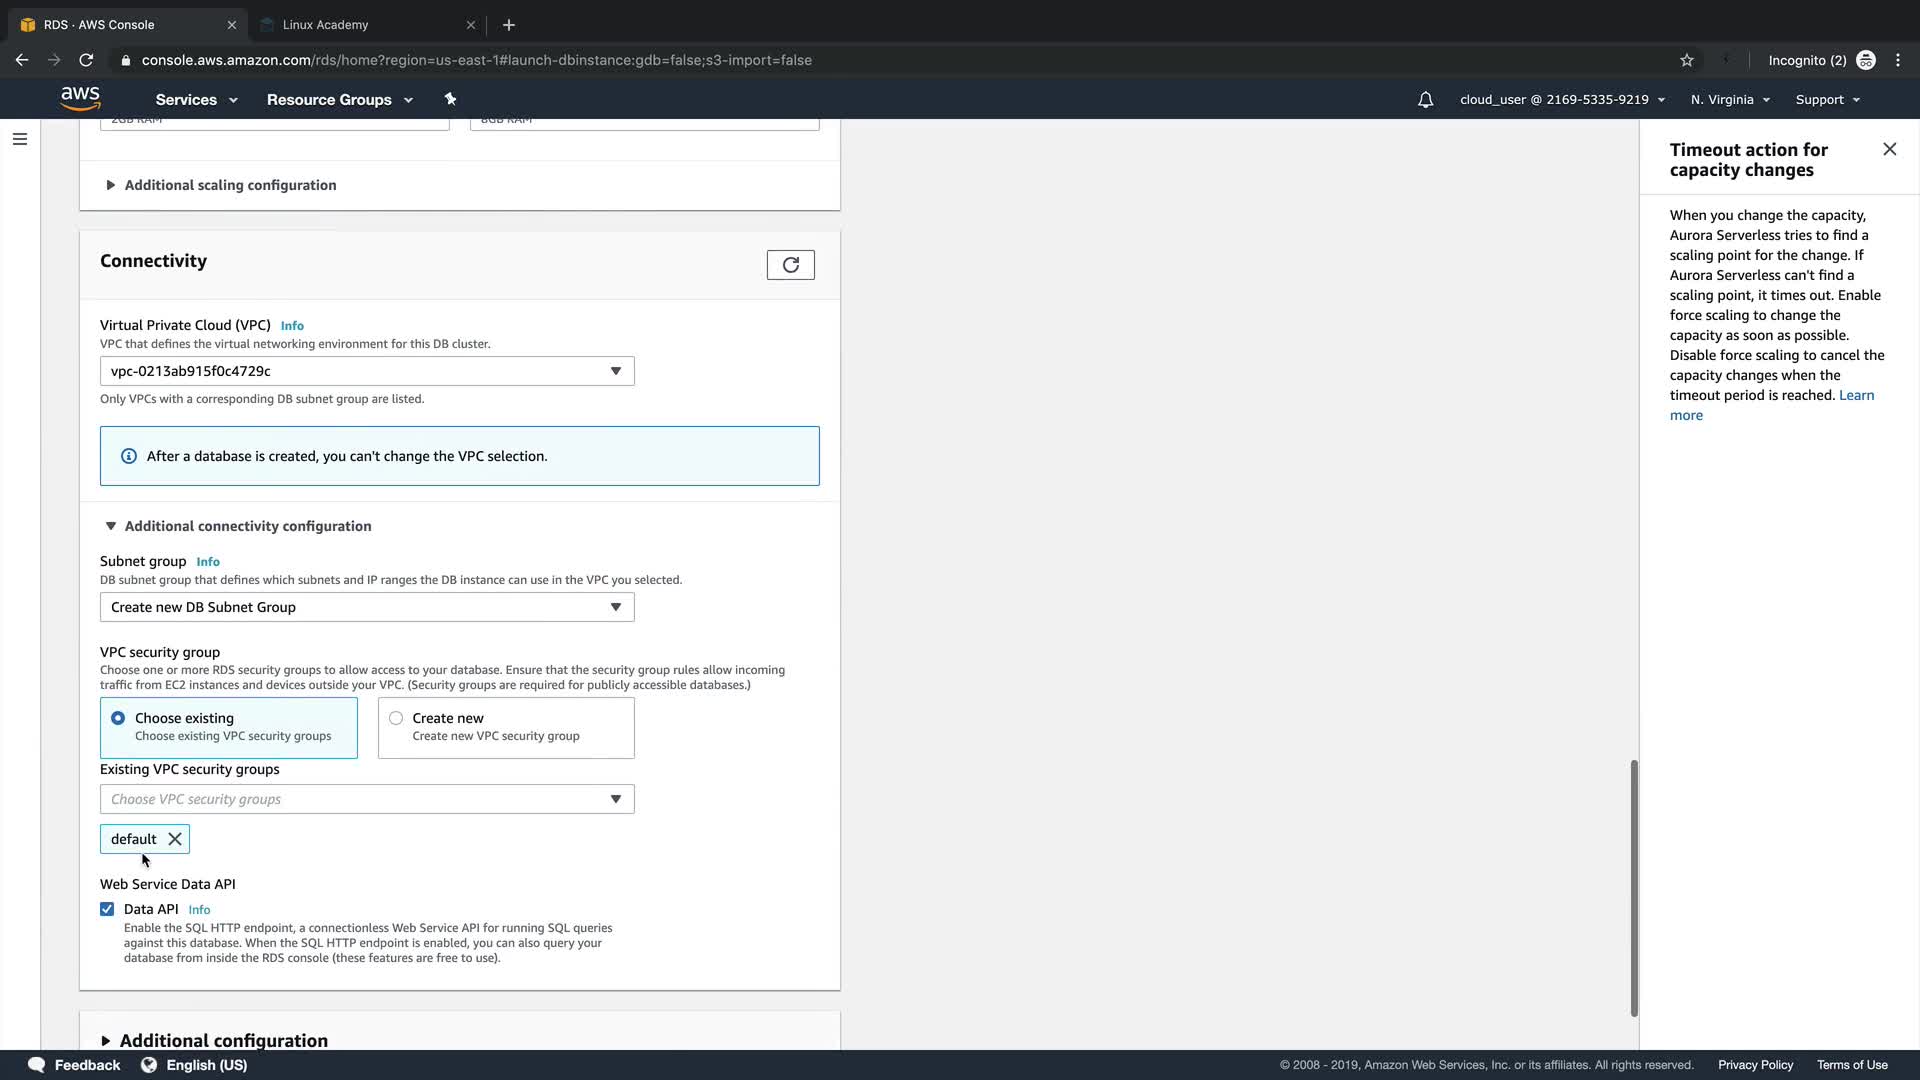 RDS · AWS Console
Linux Academy
console.aws.amazon.com/rds/home?region=us-east-1#launch-dbinstance:gdb=false;s3-import=false
Incognito (2)
aws
Services
Resource Groups
cloud_user @ 2169-5335-9219
N. Virginia
Support
2GB RAM
8GB RAM
Additional scaling configuration
Connectivity
Virtual Private Cloud (VPC) Info
VPC that defines the virtual networking environment for this DB cluster.
vpc-0213ab915f0c4729c
Only VPCs with a corresponding DB subnet group are listed.
After a database is created, you can't change the VPC selection.
Additional connectivity configuration
Subnet group Info
DB subnet group that defines which subnets and IP ranges the DB instance can use in the VPC you selected.
Create new DB Subnet Group
VPC security group
Choose one or more RDS security groups to allow access to your database. Ensure that the security group rules allow incoming
traffic from EC2 instances and devices outside your VPC. (Security groups are required for publicly accessible databases.)
Choose existing
Choose existing VPC security groups
Create new
Create new VPC security group
Existing VPC security groups
Choose VPC security groups
default
Web Service Data API
Data API Info
Enable the SQL HTTP endpoint, a connectionless Web Service API for running SQL queries
against this database. When the SQL HTTP endpoint is enabled, you can also query your
database from inside the RDS console (these features are free to use).
Additional configuration
Timeout action for
capacity changes
When you change the capacity,
Aurora Serverless tries to find a
scaling point for the change. If
Aurora Serverless can't find a
scaling point, it times out. Enable
force scaling to change the
capacity as soon as possible.
Disable force scaling to cancel the
capacity changes when the
timeout period is reached. Learn
more
Feedback
English (US)
© 2008 - 2019, Amazon Web Services, Inc. or its affiliates. All rights reserved.
Privacy Policy
Terms of Use